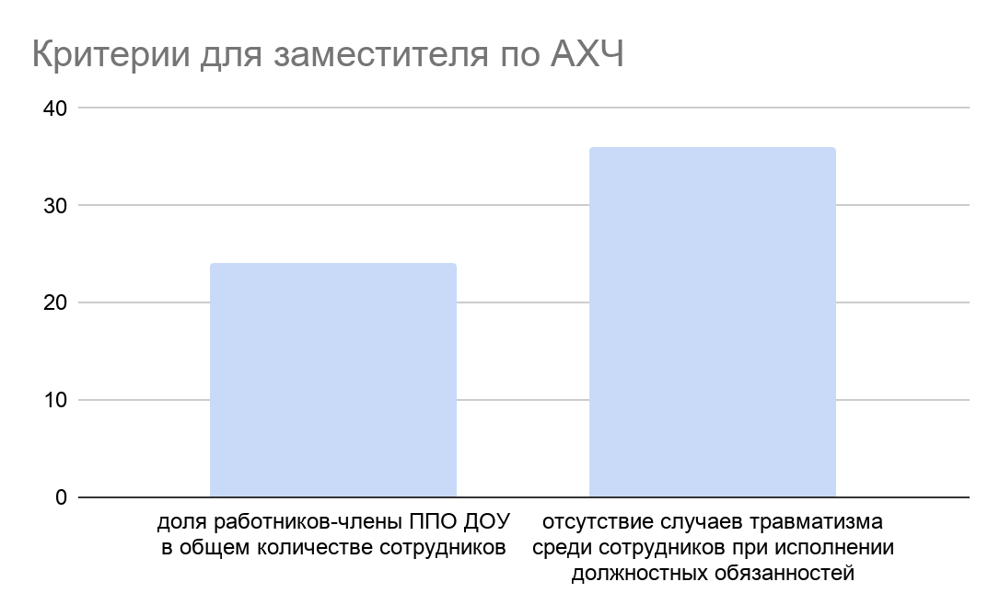 Критерии для заместителя по АХЧ
40
30
20
10
0
доля работников-члены ППО ДОУ
в общем количестве сотрудников
отсутствие случаев травматизма
среди сотрудников при исполнении
должностных обязанностей